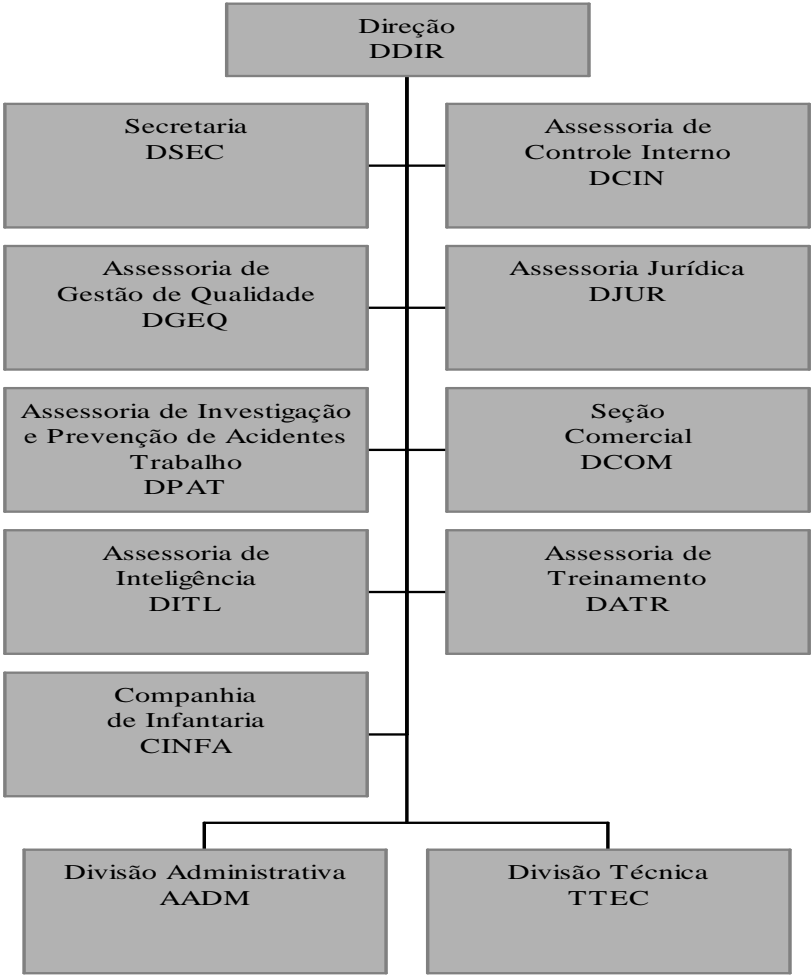 Direção
DDIR
Secretaria
DSEC
Assessoria de
Controle Interno
DCIN
Assessoria de
Gestão de Qualidade
DGEQ
Assessoria Jurídica
DJUR
Assessoria de Investigação
e Prevenção de Acidentes
Trabalho
DPAT
Seção
Comercial
DCOM
Assessoria de
Inteligência
DITL
Assessoria de
Treinamento
DATR
Companhia
de Infantaria
CINFA
Divisão Administrativa
AADM
Divisão Técnica
TTEC